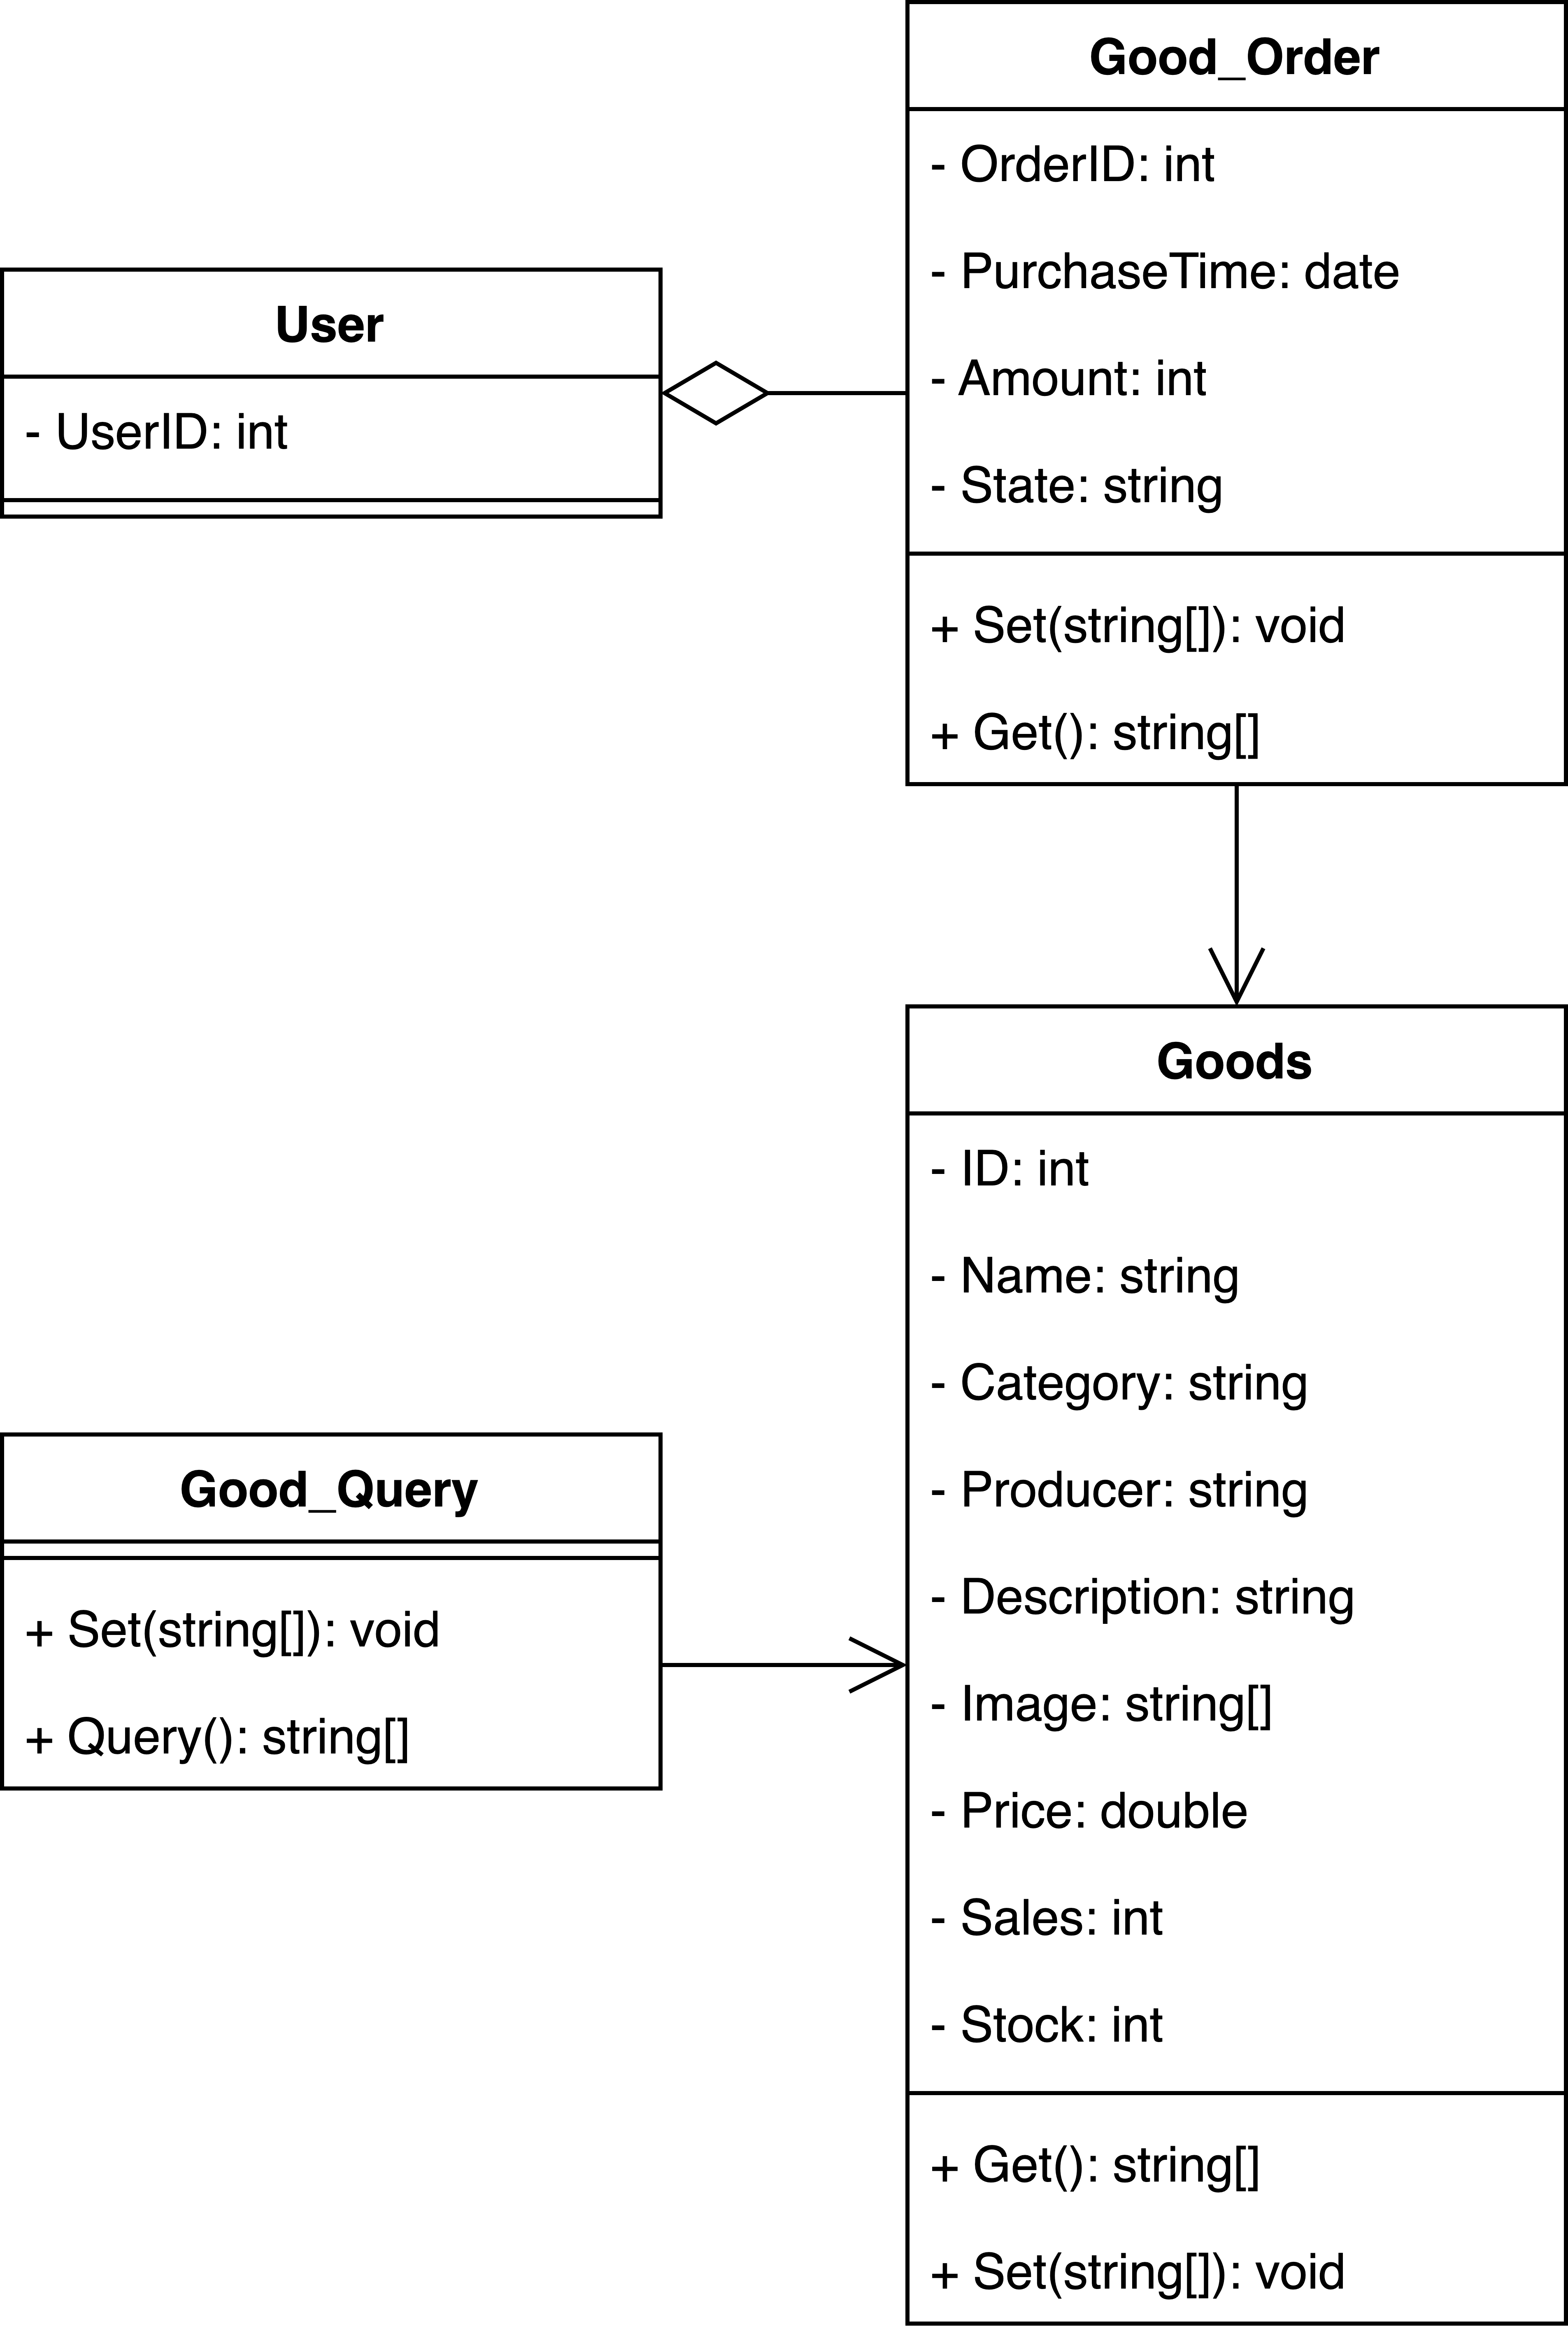 Good_Order
- OrderID: int
- PurchaseTime: date
- Amount: int
- State: string
+ Set(string[]): void
+ Get(): string[]
User
- UserID: int
Goods
- ID: int
- Name: string
- Category: string
- Producer: string
- Description: string
- Image: string[]
- Price: double
- Sales: int
- Stock: int
+ Get(): string[]
+ Set(string[]): void
Good_Query
+ Set(string[]): void
+ Query(): string[]